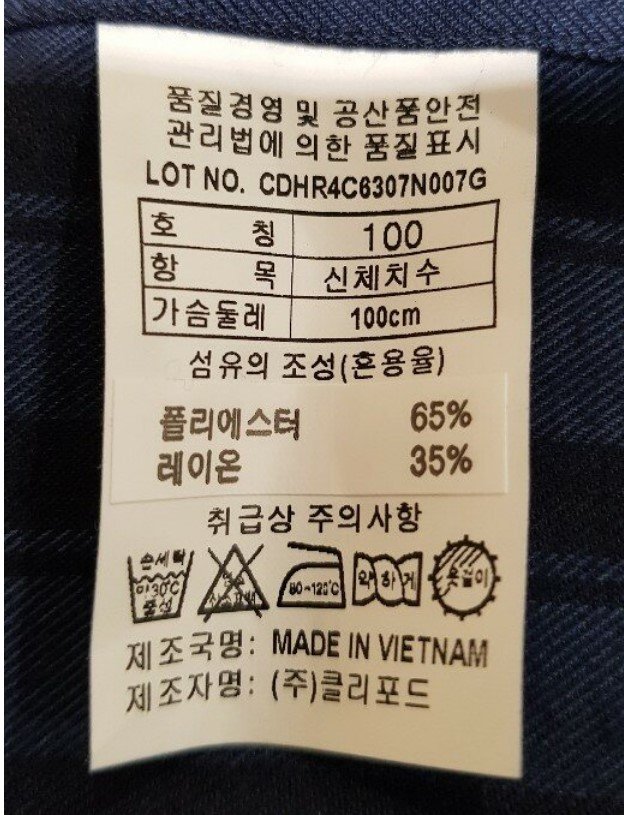 품질경영 및 공산품안전
관리법에 의한 품질표시
LOT NO. CDHR4C6307N007G
호 칭 100
항 목 신체치수
가슴둘레 100cm
섬유의 조성(혼용율)
폴리에스터 65%
레이온 35%
취급상 주의사항
손세탁 약30℃ 중성
80~120℃ 약하게 옷걸이
제조국명: MADE IN VIETNAM
제조자명: (주)클리포드